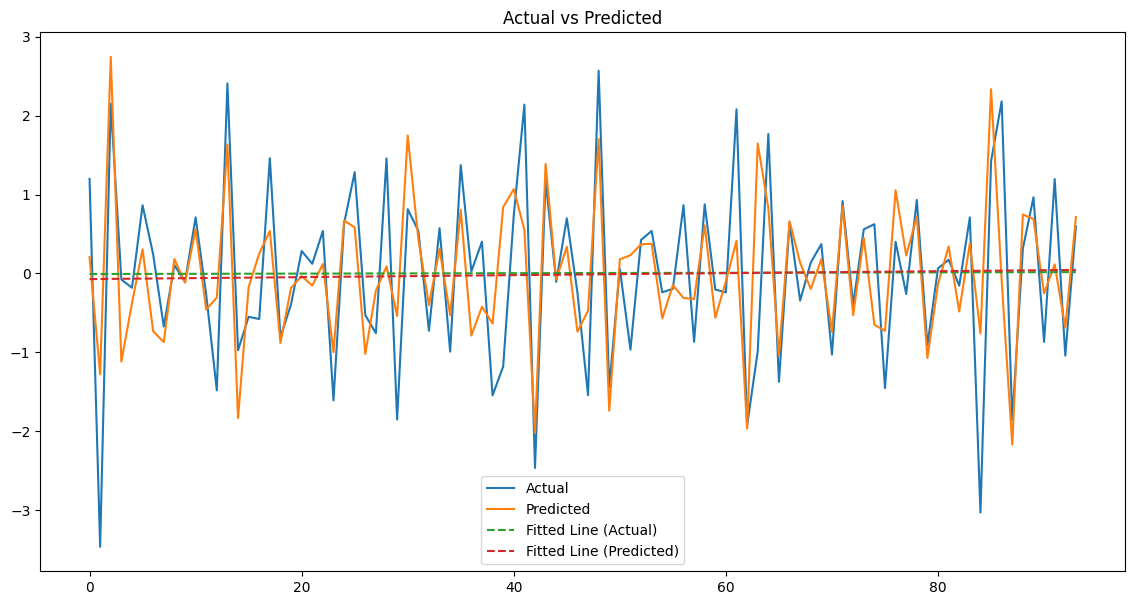 Actual vs Predicted
3
2
1
0
−1
−2
−3
Actual
Predicted
Fitted Line (Actual)
Fitted Line (Predicted)
0 20 40 60 80